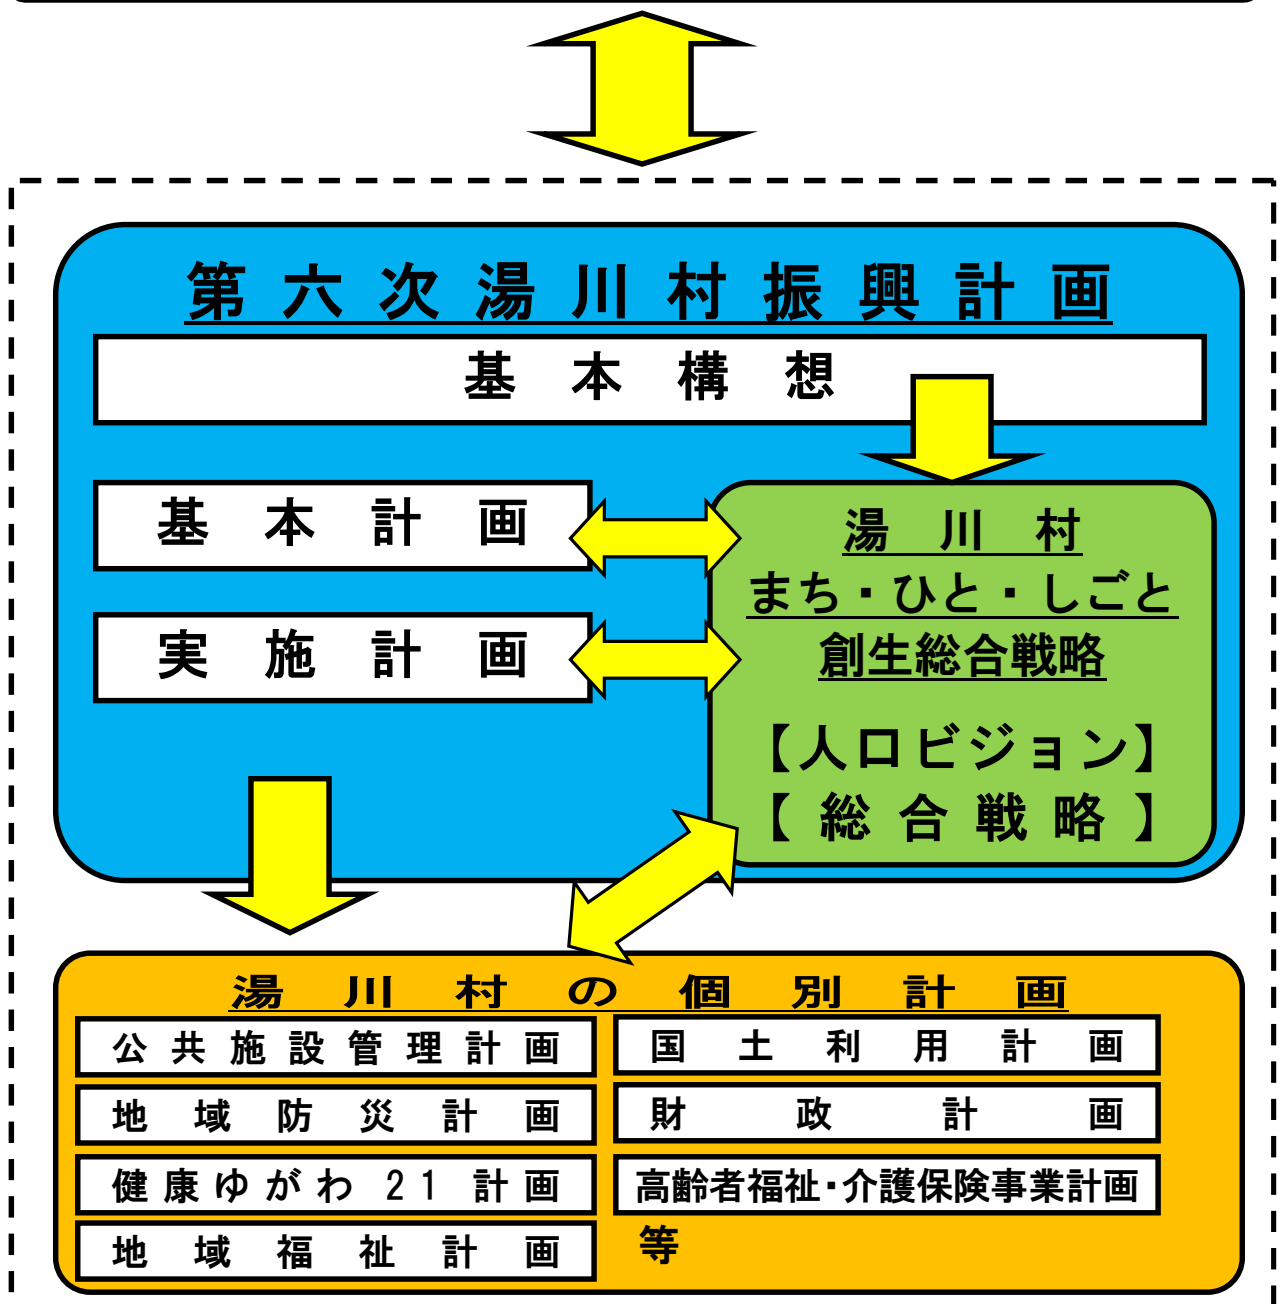 第六次湯川村振興計画
基本構想
基本計画
実施計画
湯川村
まち・ひと・しごと
創生総合戦略
【人口ビジョン】
【総合戦略】
湯川村の個別計画
公共施設管理計画
国土利用計画
地域防災計画
財政計画
健康ゆがわ21計画
高齢者福祉・介護保険事業計画
地域福祉計画
等